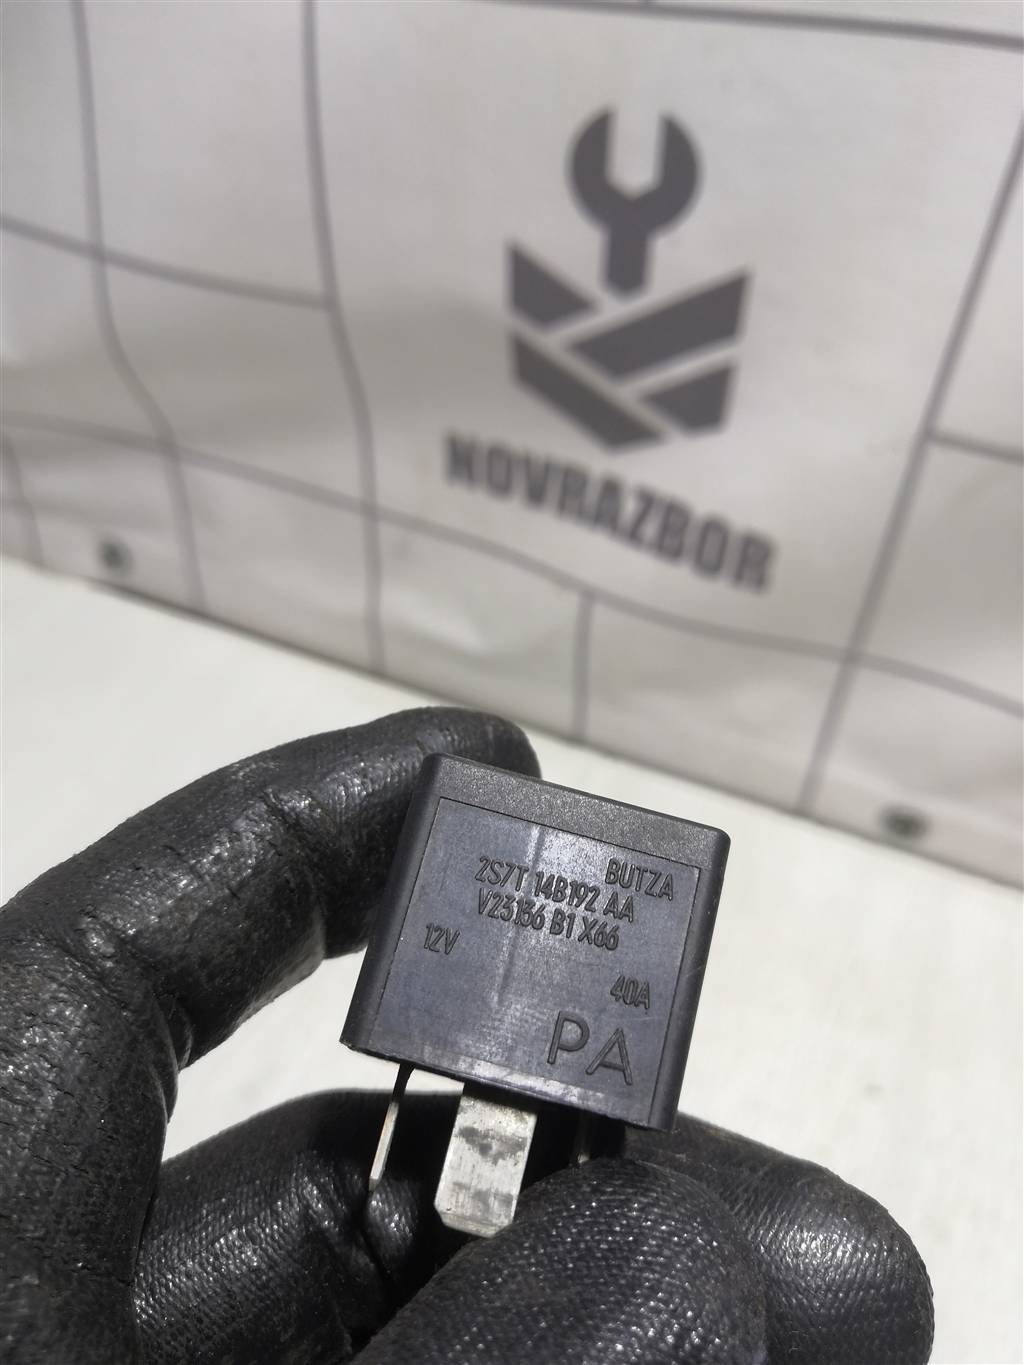 NOVRAZBOR
BUTZA
2S7T 14B192 AA
V23136 B1 X66
12V
40A
PA